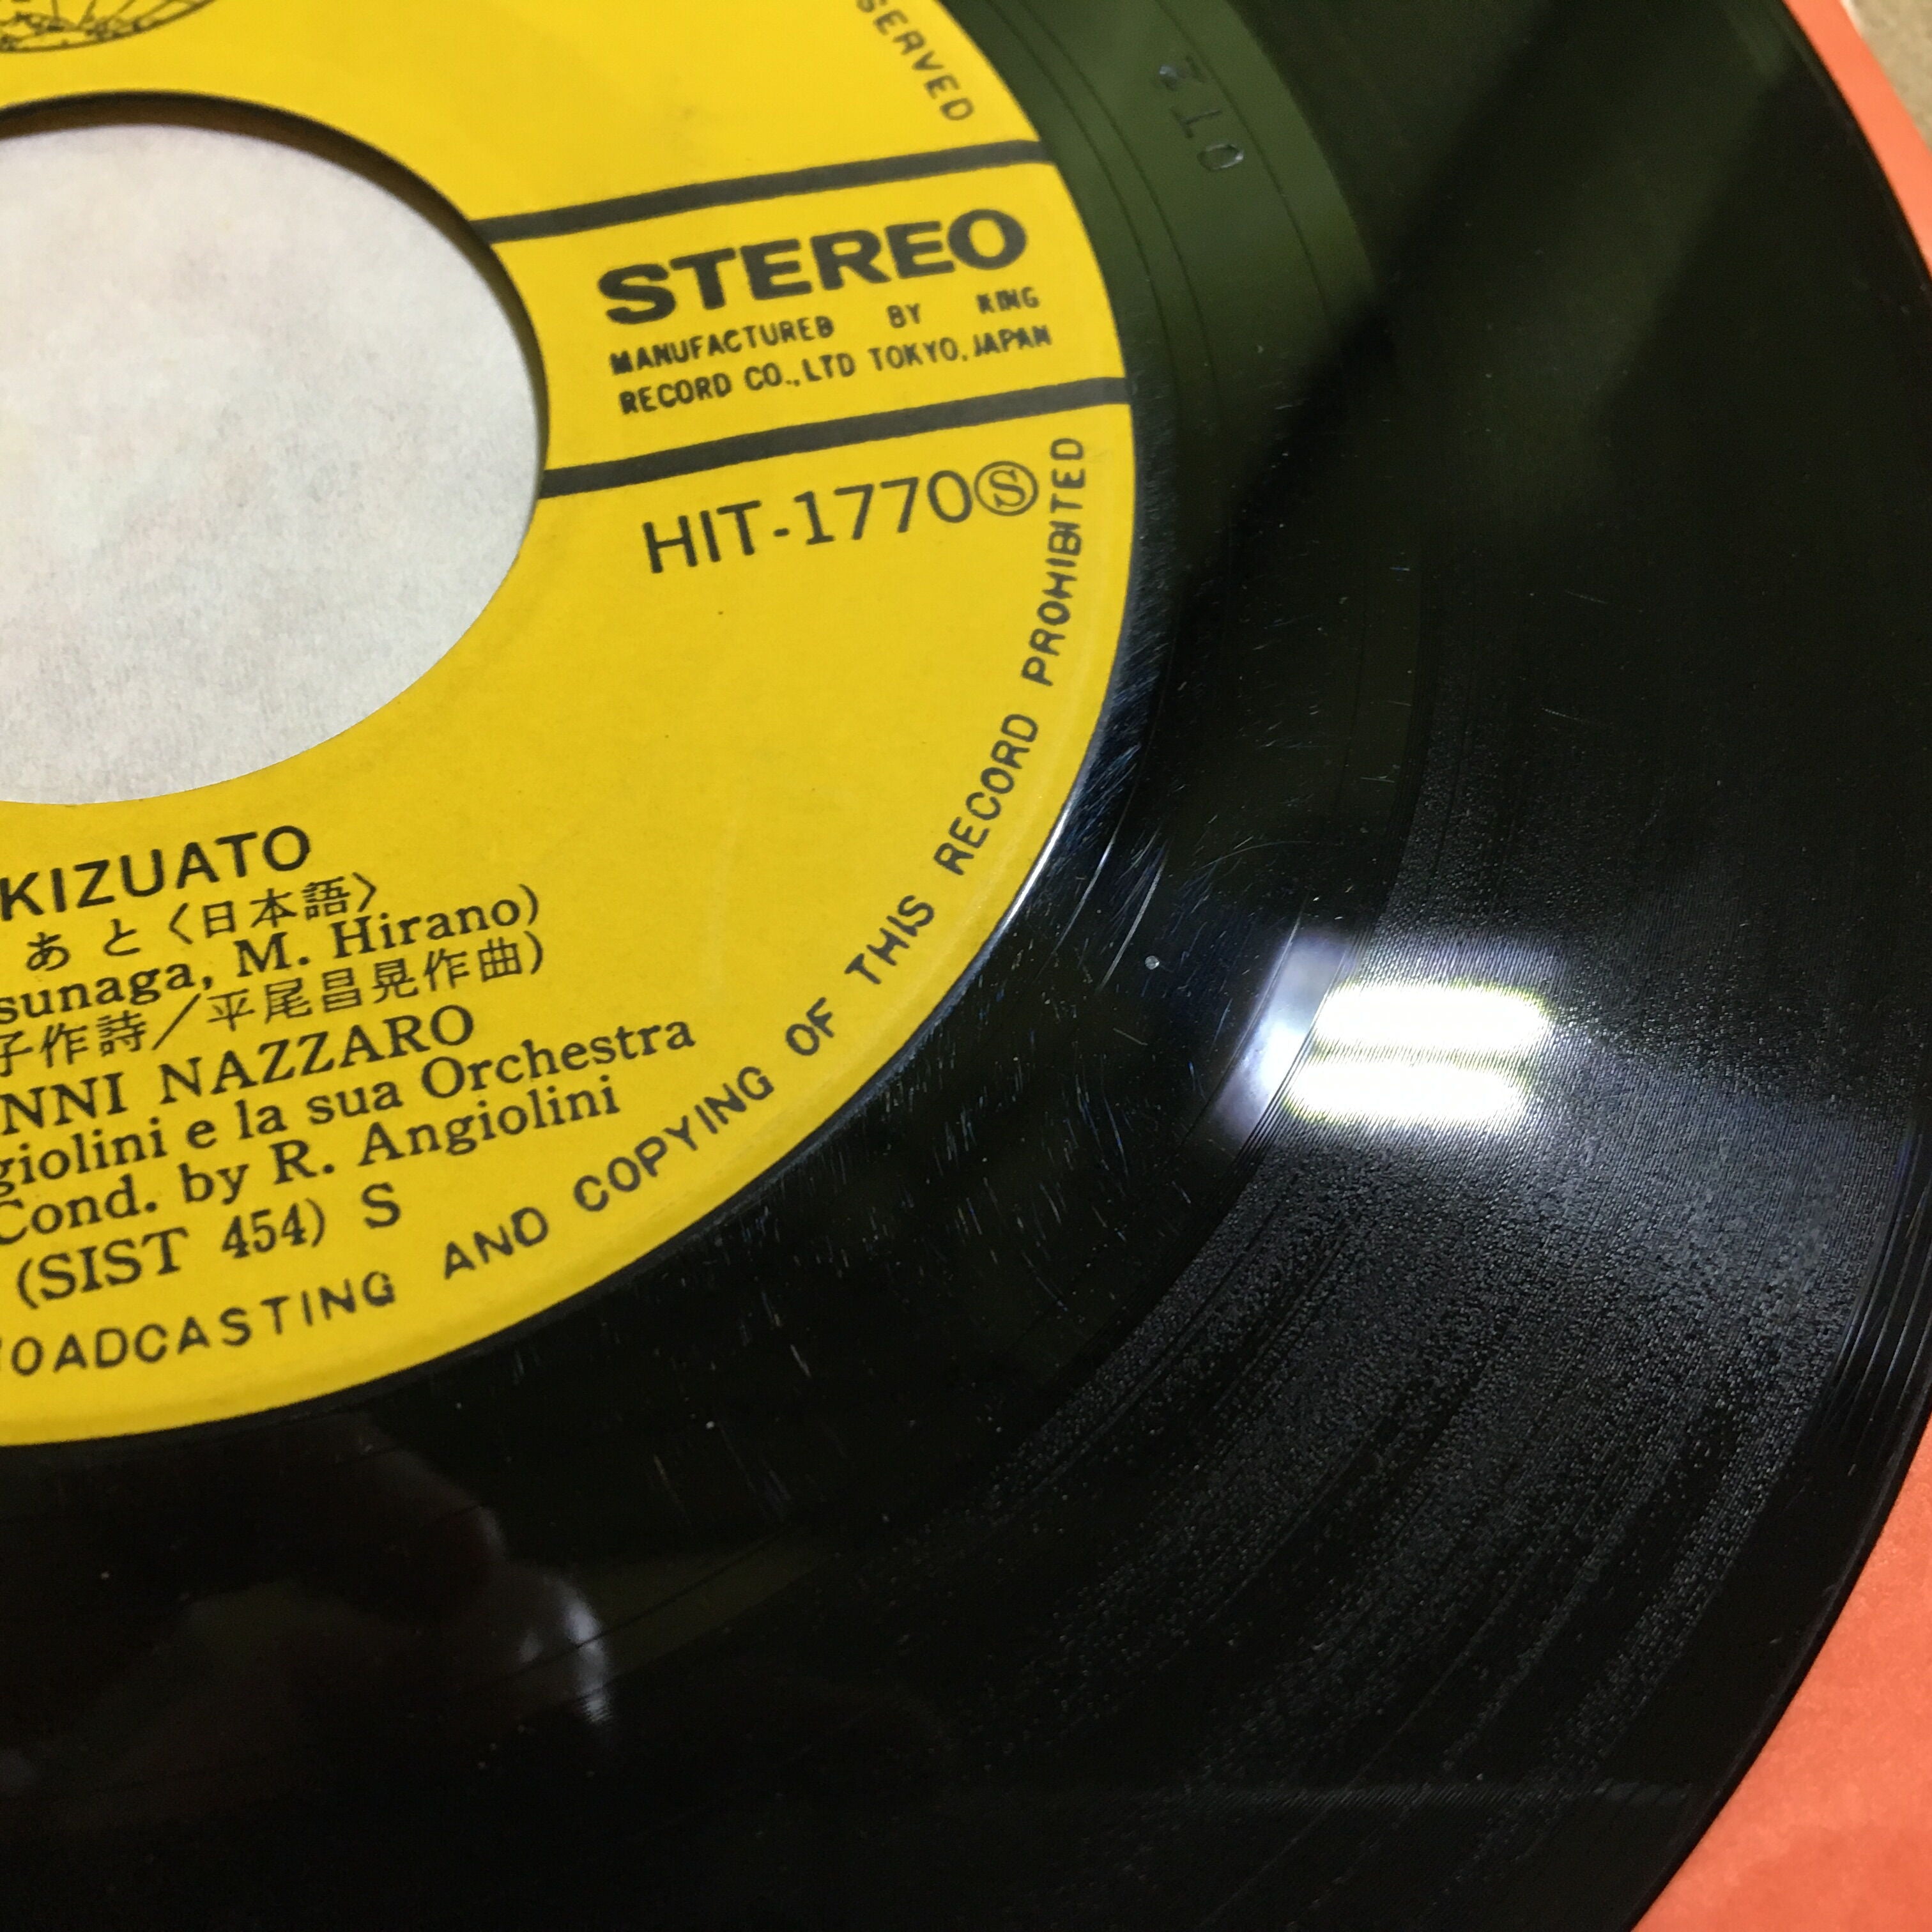 SERVED
210
STEREO
MANUFACTURED BY KING
RECORD CO., LTD TOKYO, JAPAN
HIT-1770Ⓢ
KIZUATO
あと〈日本語〉
sunaga, M. Hirano)
子作詩／平尾昌晃作曲)
NNI NAZZARO
giolini e la sua Orchestra
Cond. by R. Angiolini
(SIST 454) S
OADCASTING AND COPYING OF THIS RECORD PROHIBITED